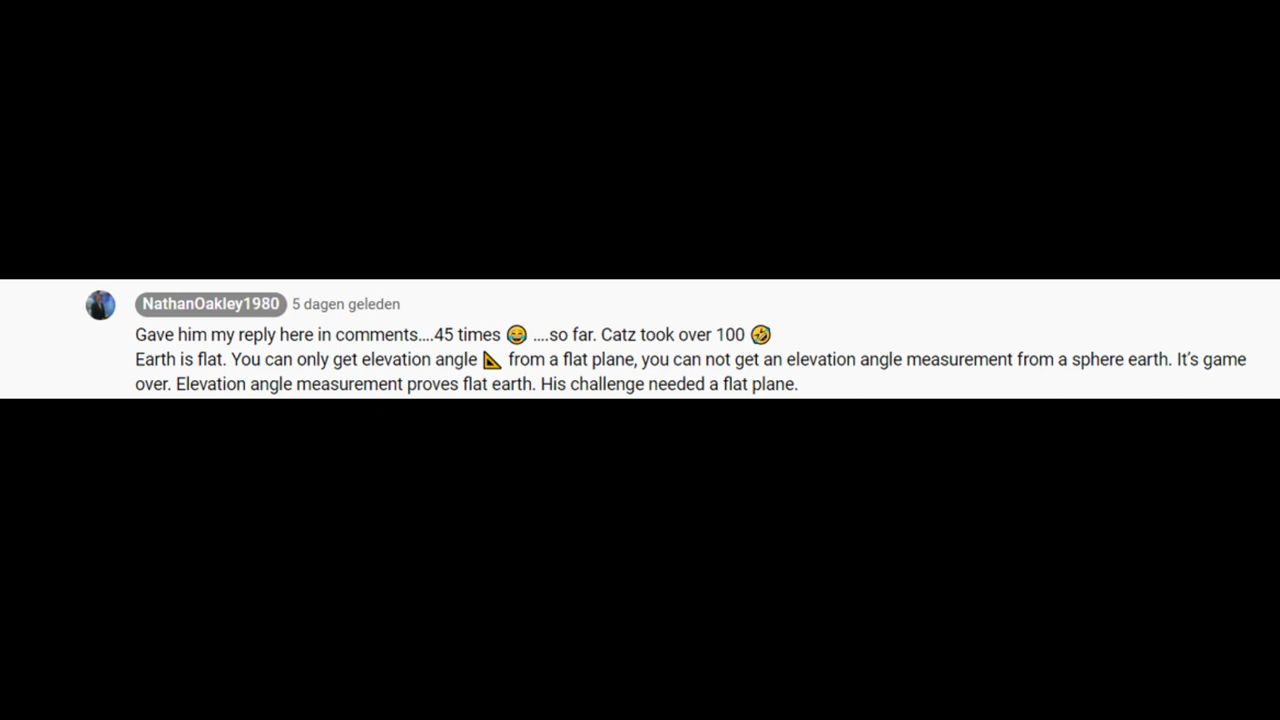 NathanOakley1980 5 dagen geleden
Gave him my reply here in comments....45 times 😂 ....so far. Catz took over 100 🤣
Earth is flat. You can only get elevation angle 📐 from a flat plane, you can not get an elevation angle measurement from a sphere earth. It's game
over. Elevation angle measurement proves flat earth. His challenge needed a flat plane.